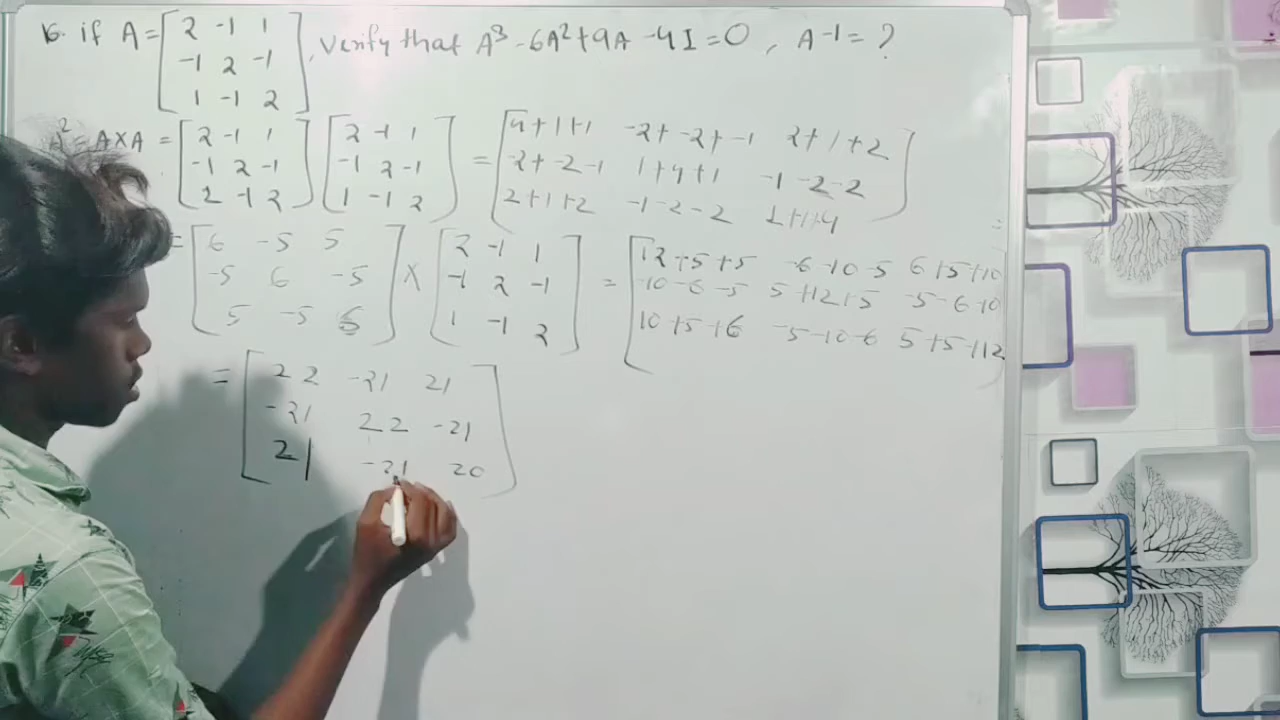 16. if A = [ 2 -1 1
-1 2 -1
1 -1 2 ] , verify that A³ - 6A² + 9A - 4I = 0 , A⁻¹ = ?
A² = A×A = [ 2 -1 1 ] [ 2 -1 1 ] = [ 4+1+1 -2+-2+-1 2+1+2 ]
[ -1 2 -1 ] [ -1 2 -1 ] [ -2+-2-1 1+4+1 -1-2-2 ]
[ 2 -1 2 ] [ 1 -1 2 ] [ 2+1+2 -1-2-2 1+1+4 ]
= [ 6 -5 5 ] × [ 2 -1 1 ] = [ 12+5+5 -6-10-5 6+5+10
[ -5 6 -5 ] [ -1 2 -1 ] [ -10-6-5 5+12+5 -5-6-10
[ 5 -5 6 ] [ 1 -1 2 ] [ 10+5+6 -5-10-6 5+5+12
= [ 22 -21 21 ]
[ -21 22 -21 ]
[ 21 -21 20 ]